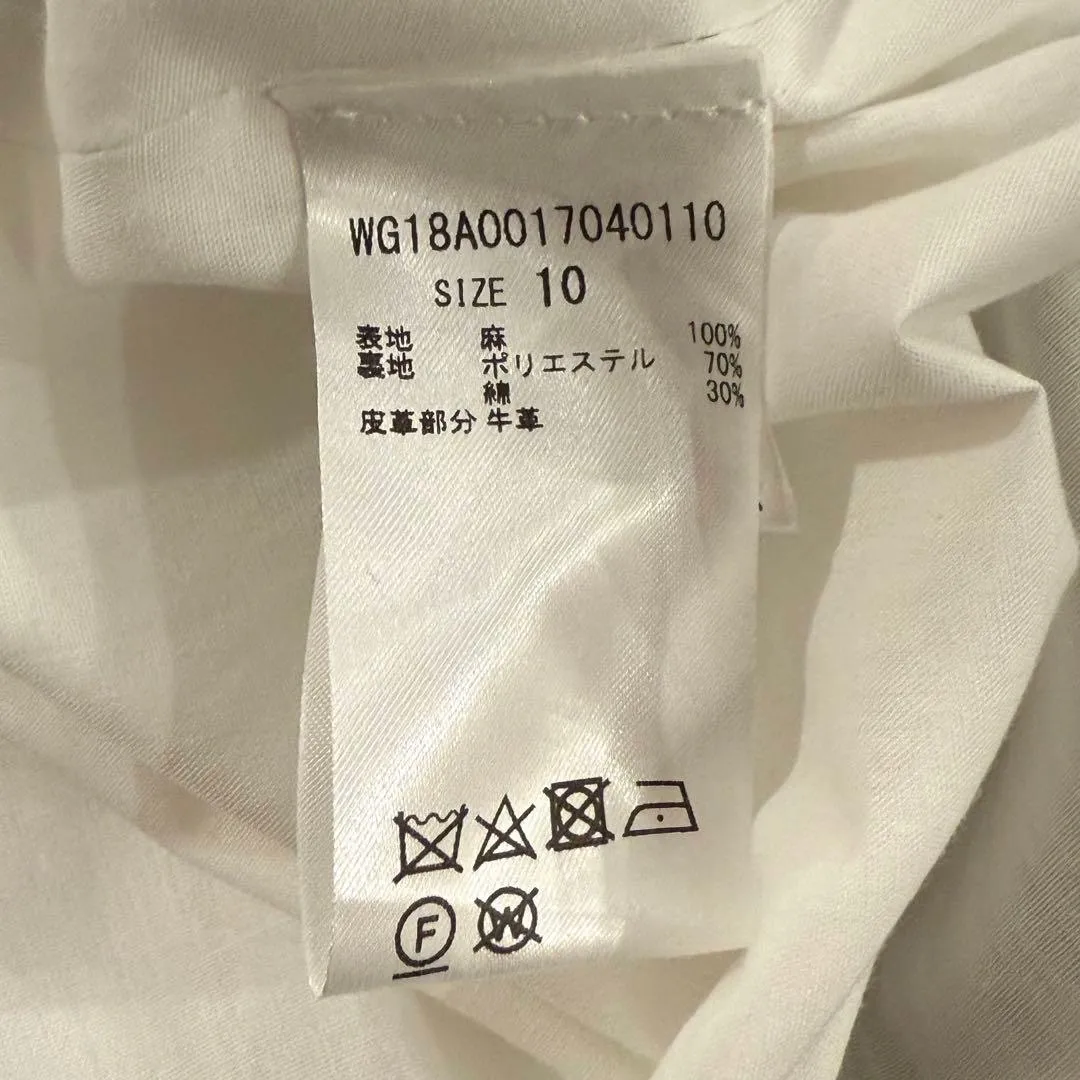 WG18A0017040110
SIZE 10
表地 麻 100%
裏地 ポリエステル 70%
綿 30%
皮革部分 牛革
F
W